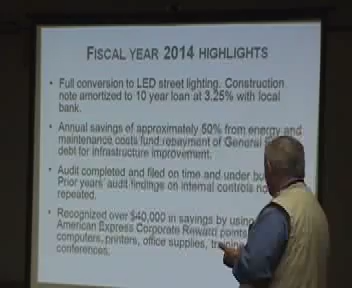 FISCAL YEAR 2014 HIGHLIGHTS
• Full conversion to LED street lighting. Construction
note amortized to 10 year loan at 3.25% with local
bank.
• Annual savings of approximately 50% from energy and
maintenance costs fund repayment of General
debt for infrastructure improvement.
• Audit completed and filed on time and under
Prior years' audit findings on internal controls
repeated.
• Recognized over $40,000 in savings by using
American Express Corporate Reward points
computers, printers, office supplies,
conferences.